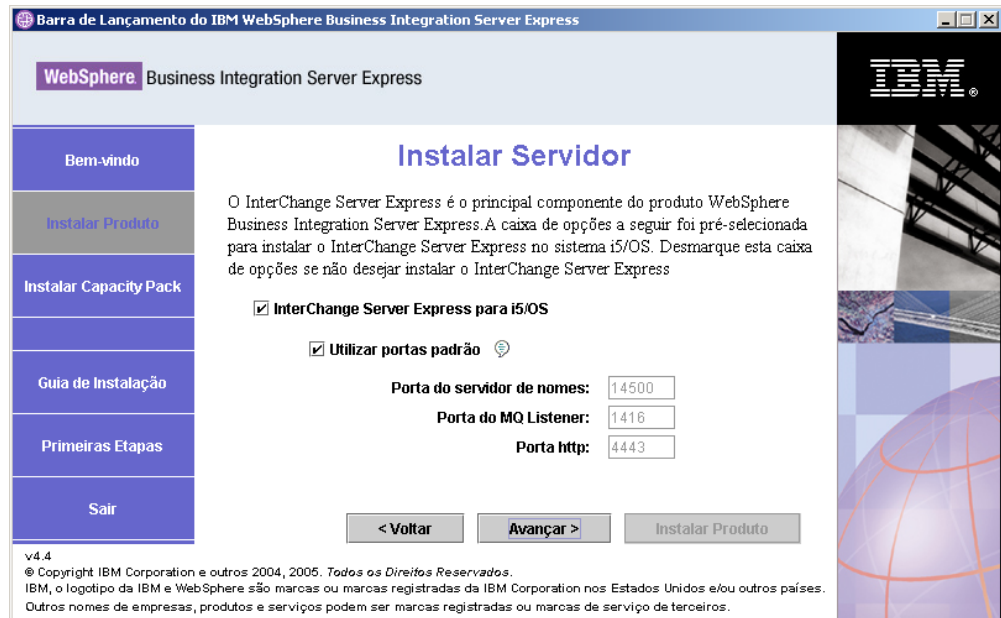 Barra de Lançamento do IBM WebSphere Business Integration Server Express
WebSphere. Business Integration Server Express
IBM®
Bem-vindo
Instalar Produto
Instalar Capacity Pack
Guia de Instalação
Primeiras Etapas
Sair
Instalar Servidor
O InterChange Server Express é o principal componente do produto WebSphere
Business Integration Server Express.A caixa de opções a seguir foi pré-selecionada
para instalar o InterChange Server Express no sistema i5/OS. Desmarque esta caixa
de opções se não desejar instalar o InterChange Server Express
InterChange Server Express para i5/OS
Utilizar portas padrão
Porta do servidor de nomes: 14500
Porta do MQ Listener: 1416
Porta http: 4443
< Voltar Avançar > Instalar Produto
v4.4
© Copyright IBM Corporation e outros 2004, 2005. Todos os Direitos Reservados.
IBM, o logotipo da IBM e WebSphere são marcas ou marcas registradas da IBM Corporation nos Estados Unidos e/ou outros países.
Outros nomes de empresas, produtos e serviços podem ser marcas registradas ou marcas de serviço de terceiros.